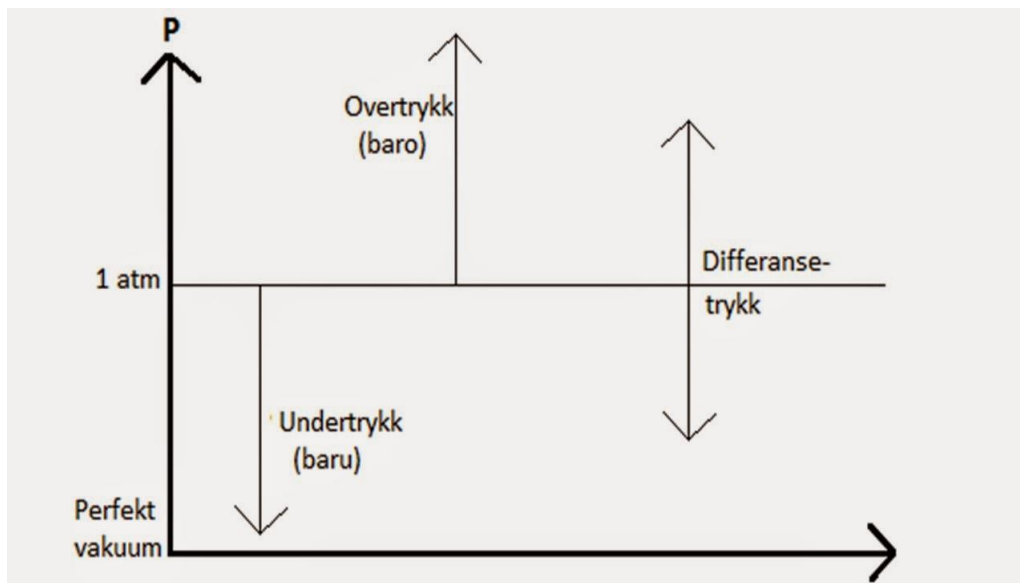 P
Overtrykk
(baro)
1 atm
Differanse-
trykk
Undertrykk
(baru)
Perfekt
vakuum